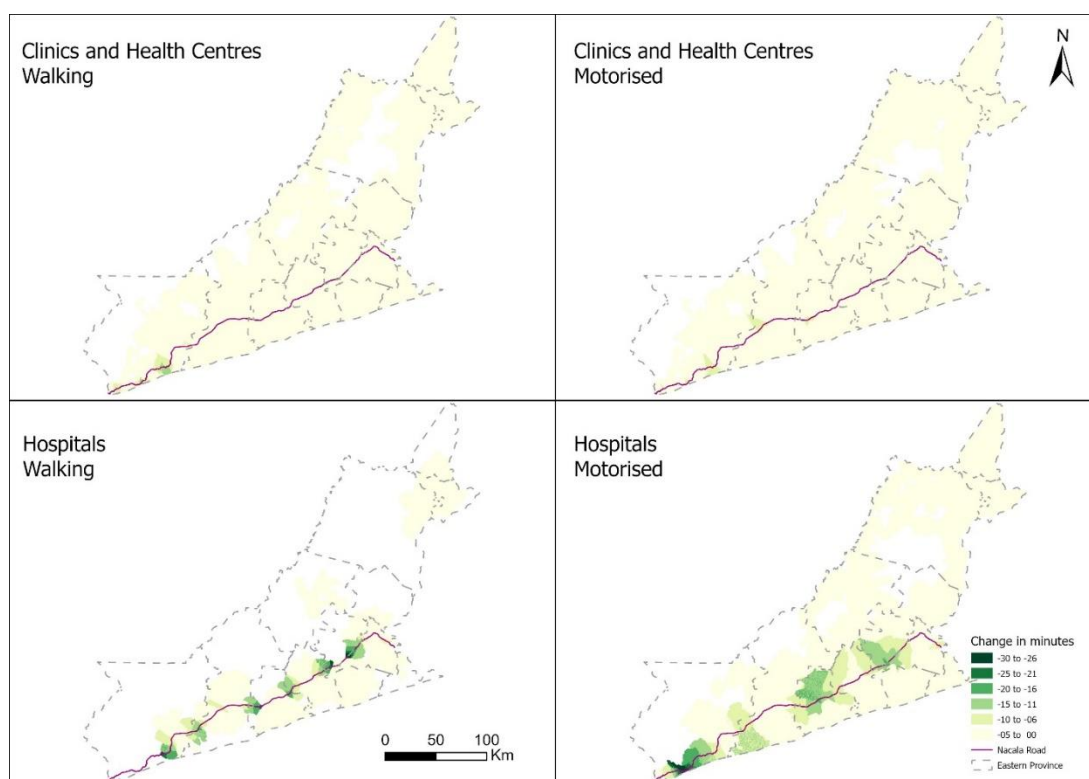 Clinics and Health Centres
Walking
Clinics and Health Centres
Motorised
N
Hospitals
Walking
0 50 100
Km
Hospitals
Motorised
Change in minutes
-30 to -26
-25 to -21
-20 to -16
-15 to -11
-10 to -06
-05 to 00
Nacala Road
Eastern Province